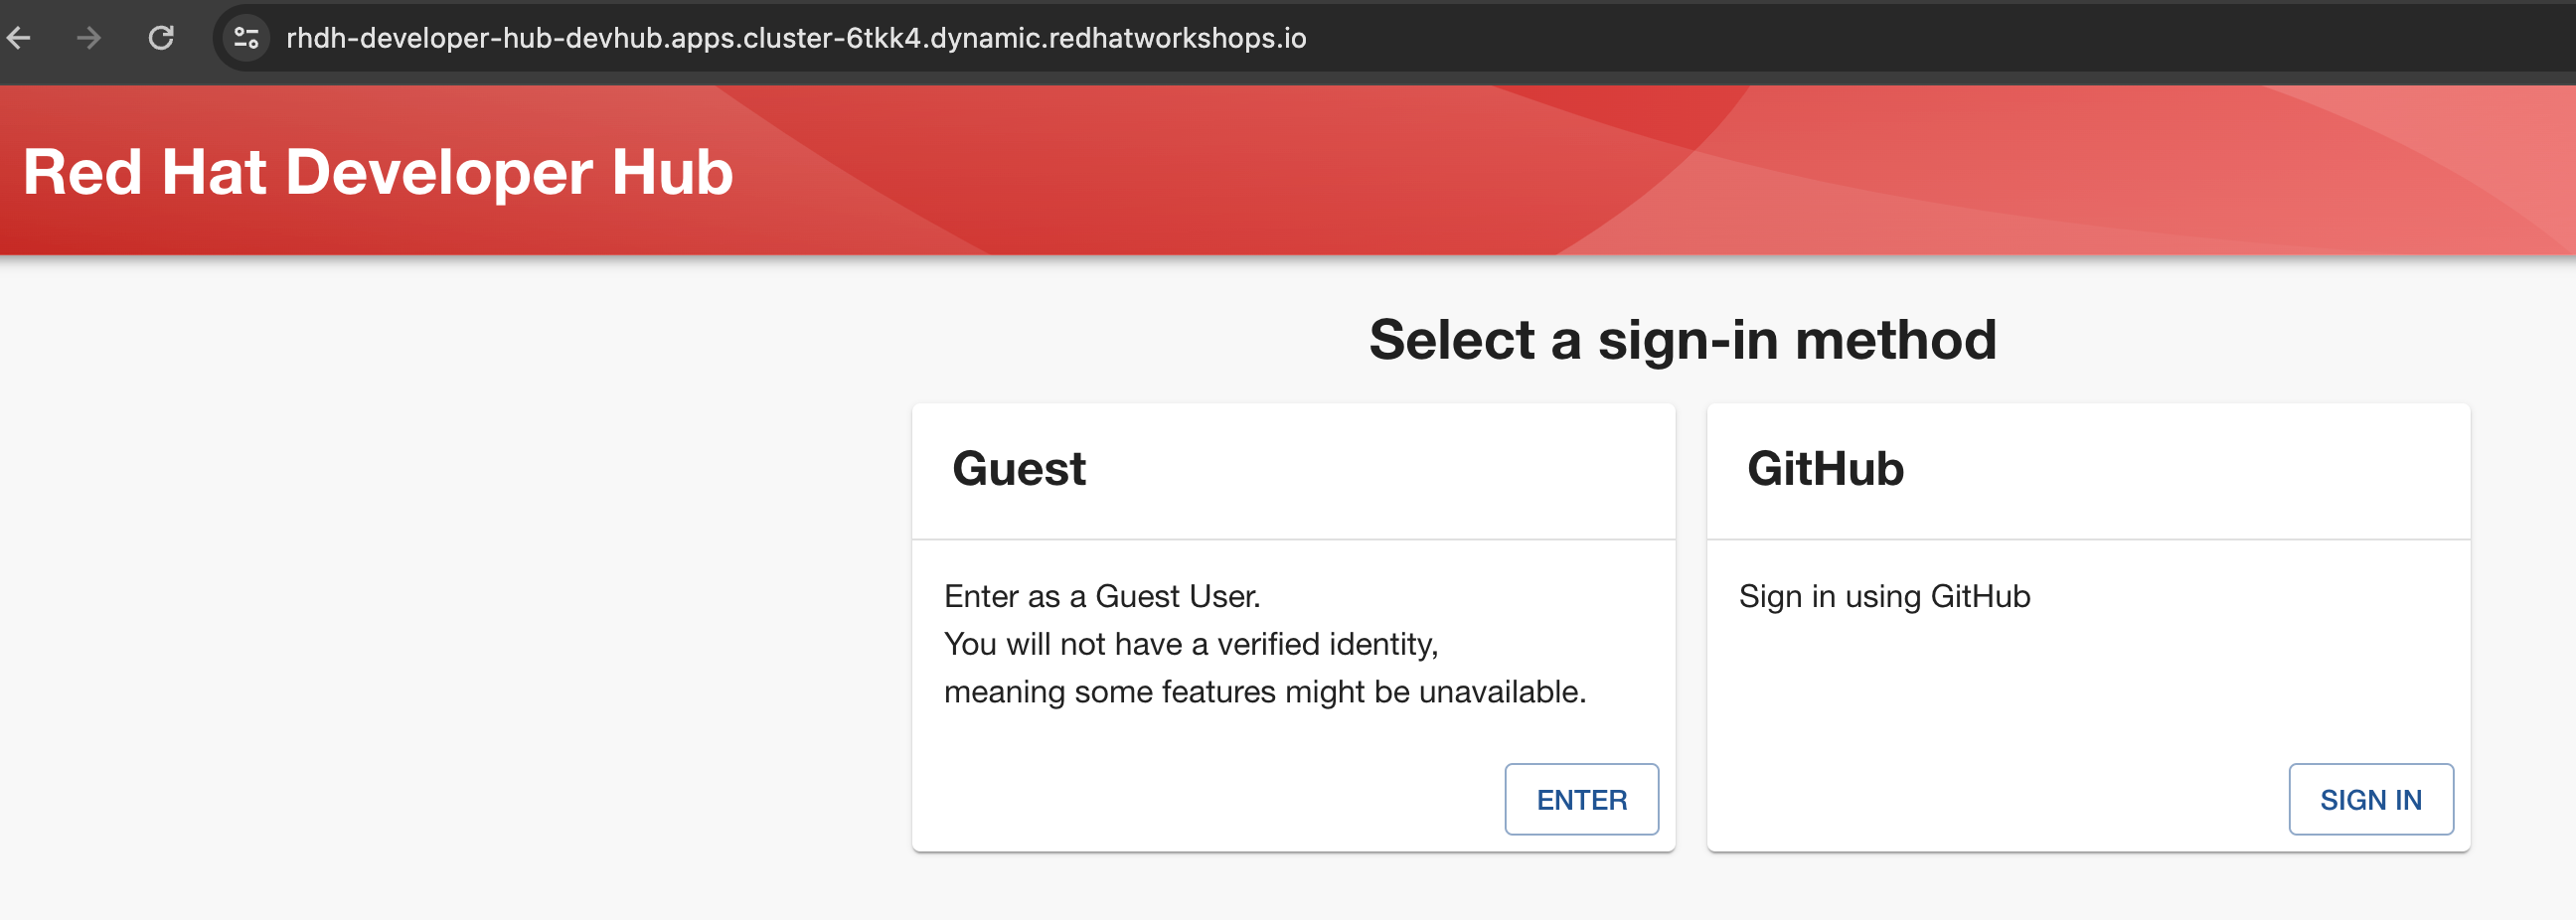 rhdh-developer-hub-devhub.apps.cluster-6tkk4.dynamic.redhatworkshops.io
Red Hat Developer Hub
Select a sign-in method
Guest
Enter as a Guest User.
You will not have a verified identity,
meaning some features might be unavailable.
ENTER
GitHub
Sign in using GitHub
SIGN IN